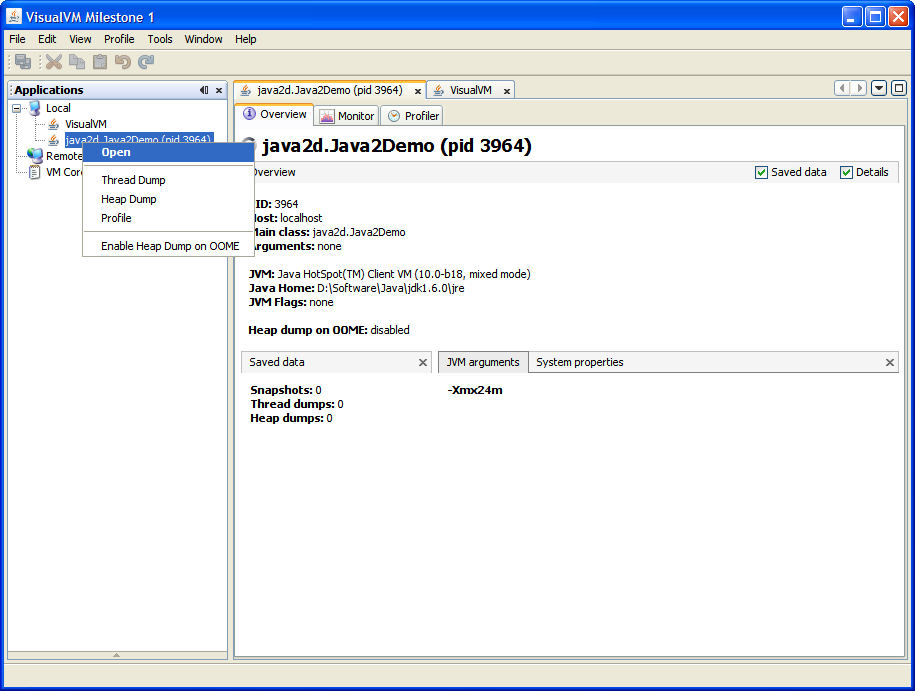 VisualVM Milestone 1
File Edit View Profile Tools Window Help
Applications
Local
VisualVM
java2d.Java2Demo (pid 3964)
Remote
VM Cor
Open
Thread Dump
Heap Dump
Profile
Enable Heap Dump on OOME
java2d.Java2Demo (pid 3964) VisualVM
Overview Monitor Profiler
java2d.Java2Demo (pid 3964)
Overview Saved data Details
PID: 3964
Host: localhost
Main class: java2d.Java2Demo
Arguments: none
JVM: Java HotSpot(TM) Client VM (10.0-b18, mixed mode)
Java Home: D:\Software\Java\jdk1.6.0\jre
JVM Flags: none
Heap dump on OOME: disabled
Saved data
Snapshots: 0
Thread dumps: 0
Heap dumps: 0
JVM arguments System properties
-Xmx24m